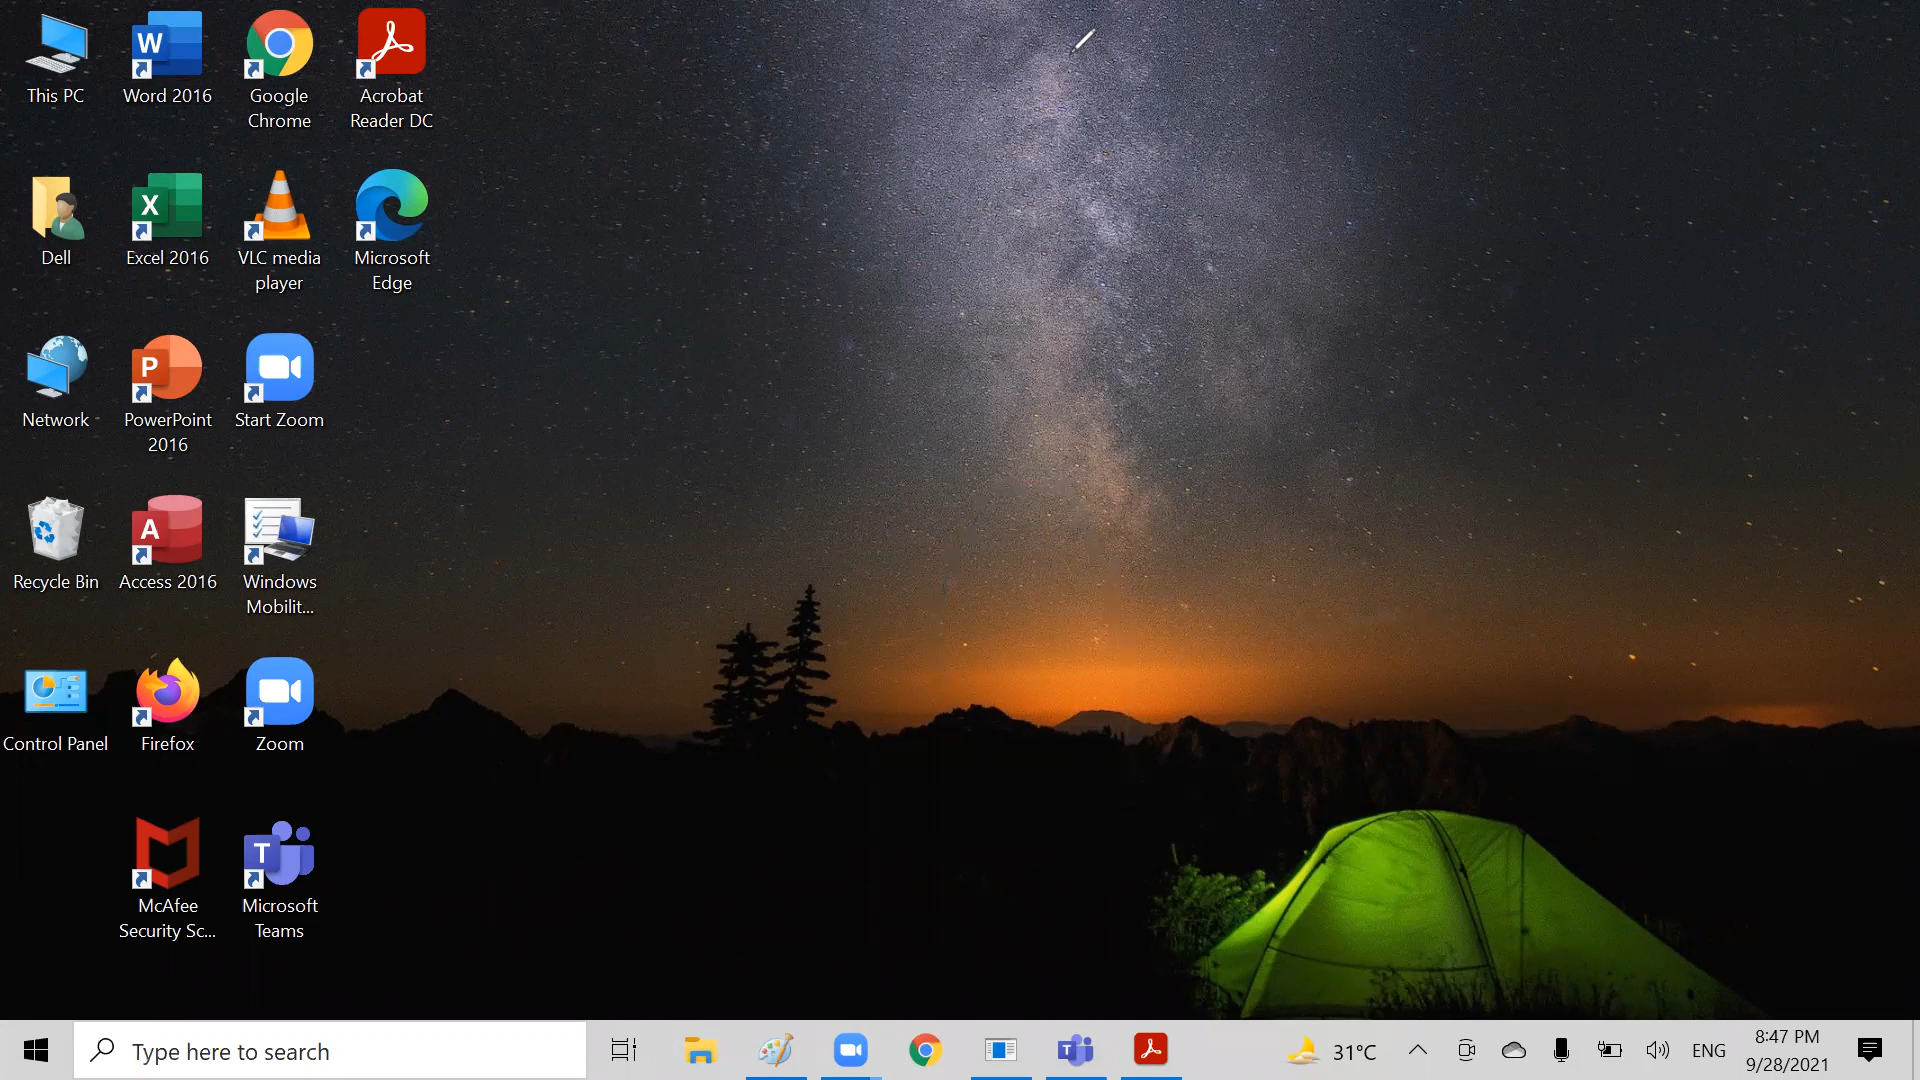 This PC
Word 2016
Google
Chrome
Acrobat
Reader DC
Dell
Excel 2016
VLC media
player
Microsoft
Edge
Network
PowerPoint
2016
Start Zoom
Recycle Bin
Access 2016
Windows
Mobilit...
Control Panel
Firefox
Zoom
McAfee
Security Sc...
Microsoft
Teams
Type here to search
31°C
ENG
8:47 PM
9/28/2021